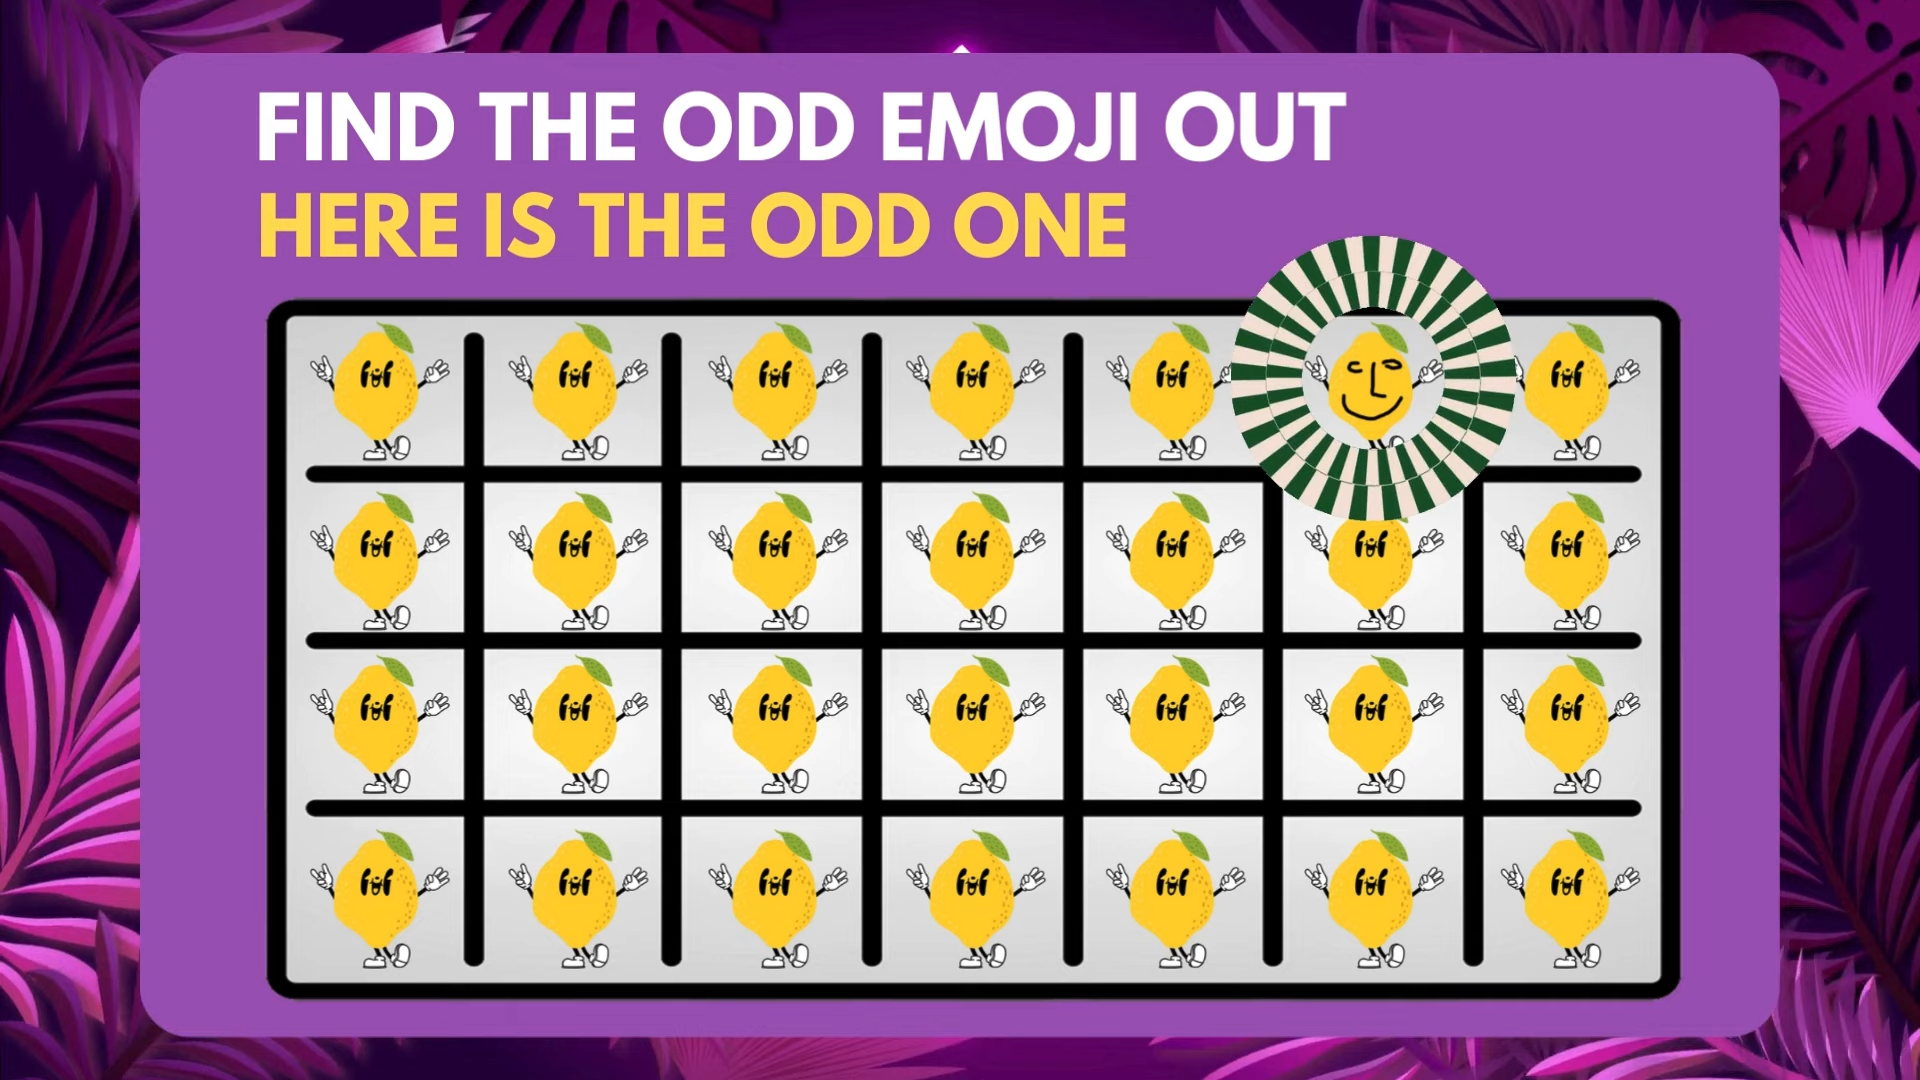 FIND THE ODD EMOJI OUT
HERE IS THE ODD ONE